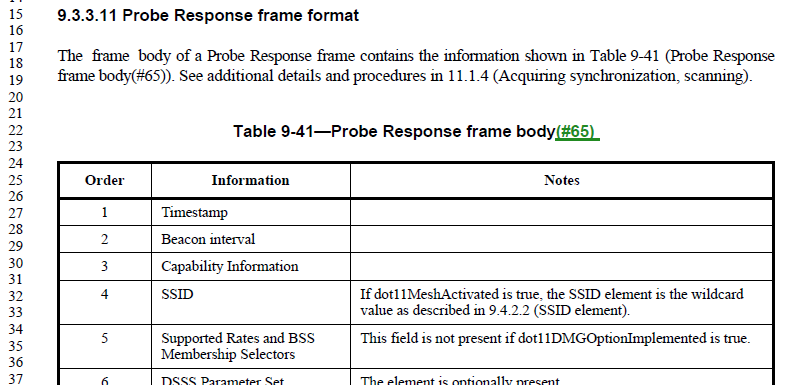 15 9.3.3.11 Probe Response frame format
16
17 The frame body of a Probe Response frame contains the information shown in Table 9-41 (Probe Response
18
19 frame body(#65)). See additional details and procedures in 11.1.4 (Acquiring synchronization, scanning).
20
21
22 Table 9-41—Probe Response frame body(#65)
23
24
25 Order Information Notes
26
27 1 Timestamp
28
29 2 Beacon interval
30 3 Capability Information
31
32 4 SSID If dot11MeshActivated is true, the SSID element is the wildcard
33 value as described in 9.4.2.2 (SSID element).
34
35 5 Supported Rates and BSS This field is not present if dot11DMGOptionImplemented is true.
36 Membership Selectors
37 6 DSSS Parameter Set The element is optionally present